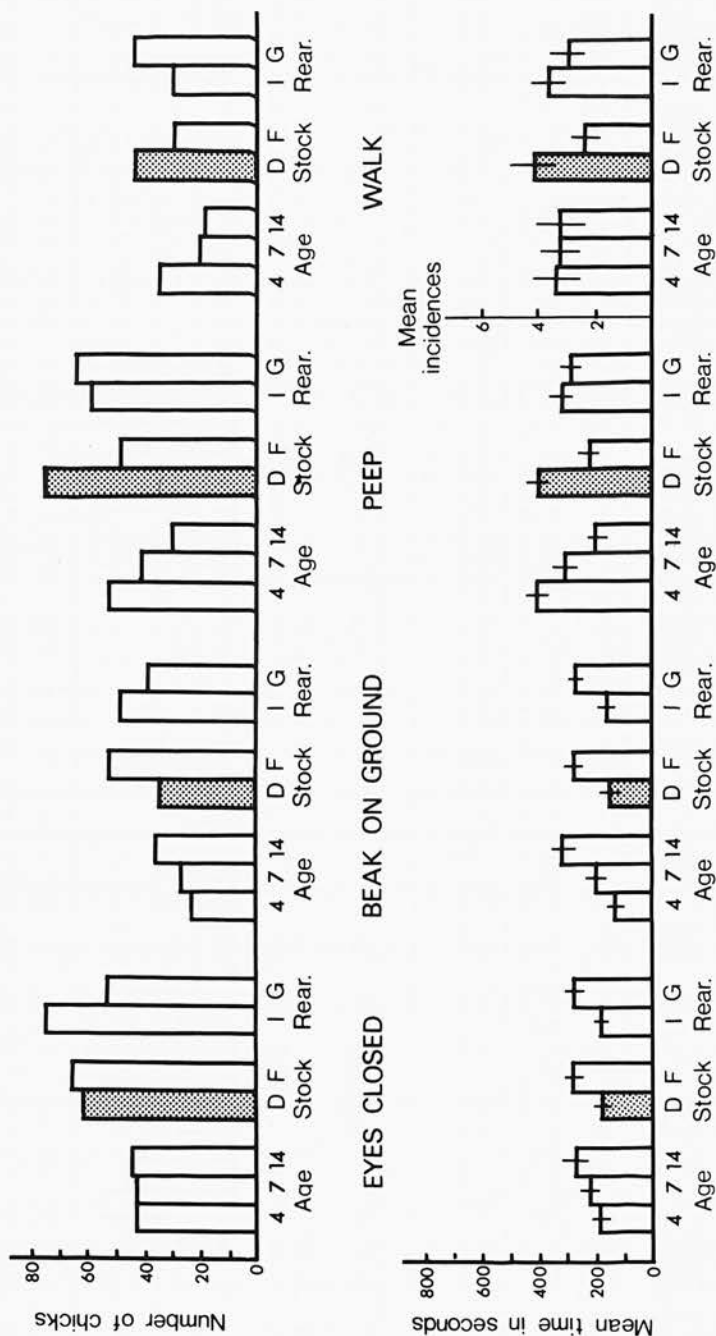 Number of chicks
80
60
40
20
0
4 7 14 D F I G 4 7 14 D F I G 4 7 14 D F I G 4 7 14 D F I G
Age Stock Rear. Age Stock Rear. Age Stock Rear. Age Stock Rear.
EYES CLOSED BEAK ON GROUND PEEP WALK
Mean time in seconds
800
600
400
200
0
Mean
incidences
6
4
2
4 7 14 D F I G 4 7 14 D F I G 4 7 14 D F I G 4 7 14 D F I G
Age Stock Rear. Age Stock Rear. Age Stock Rear. Age Stock Rear.